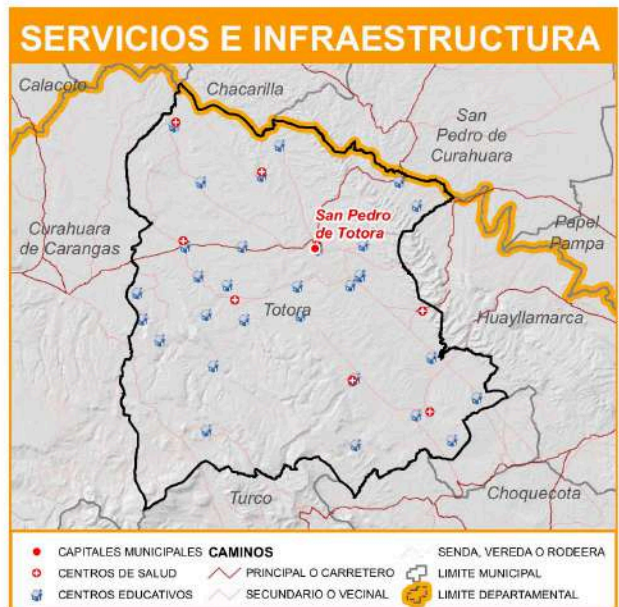 SERVICIOS E INFRAESTRUCTURA
Calacoto
Chacarilla
San
Pedro de
Curahuara
San Pedro
de Totora
Papel
Pampa
Curahuara
de Carangas
Totora
Huayllamarca
Turco
Choquecota
CAPITALES MUNICIPALES
CENTROS DE SALUD
CENTROS EDUCATIVOS
CAMINOS
PRINCIPAL O CARRETERO
SECUNDARIO O VECINAL
SENDA, VEREDA O RODEERA
LIMITE MUNICIPAL
LIMITE DEPARTAMENTAL